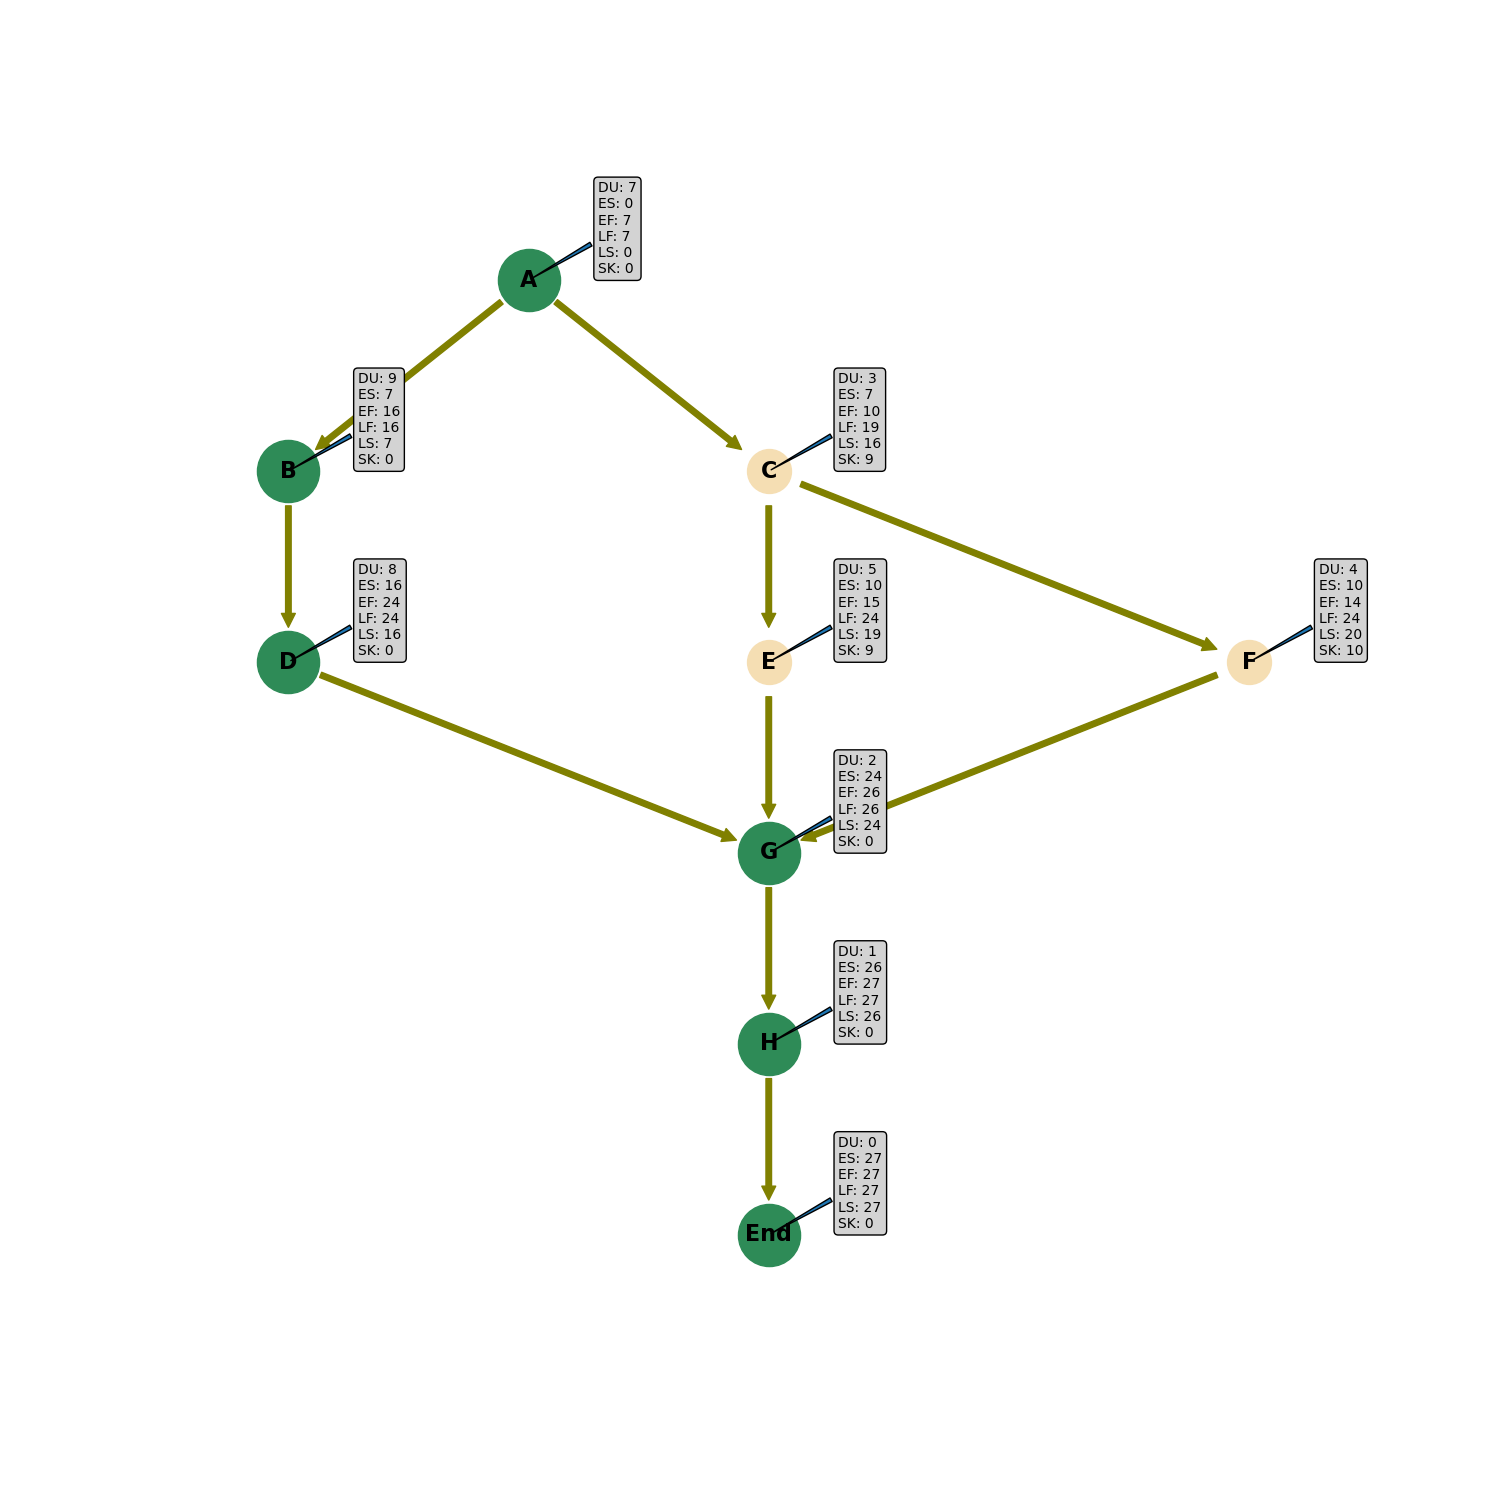 DU: 7
ES: 0
EF: 7
LF: 7
LS: 0
SK: 0
A
DU: 9
ES: 7
EF: 16
LF: 16
LS: 7
SK: 0
B
DU: 3
ES: 7
EF: 10
LF: 19
LS: 16
SK: 9
C
DU: 8
ES: 16
EF: 24
LF: 24
LS: 16
SK: 0
D
DU: 5
ES: 10
EF: 15
LF: 24
LS: 19
SK: 9
E
DU: 4
ES: 10
EF: 14
LF: 24
LS: 20
SK: 10
F
DU: 2
ES: 24
EF: 26
LF: 26
LS: 24
SK: 0
G
DU: 1
ES: 26
EF: 27
LF: 27
LS: 26
SK: 0
H
DU: 0
ES: 27
EF: 27
LF: 27
LS: 27
SK: 0
End